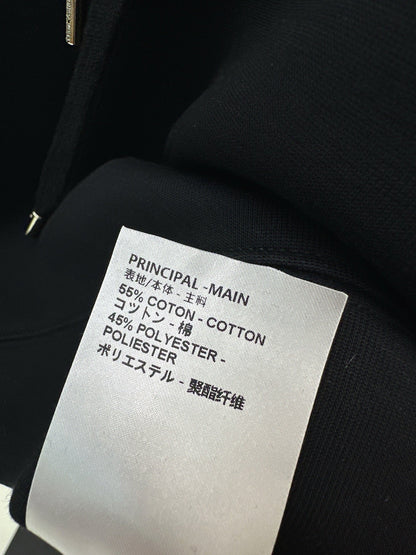 PRINCIPAL -MAIN
表地/本体 - 主料
55% COTON - COTTON
コットン - 棉
45% POLYESTER -
POLIESTER
ポリエステル - 聚酯纤维